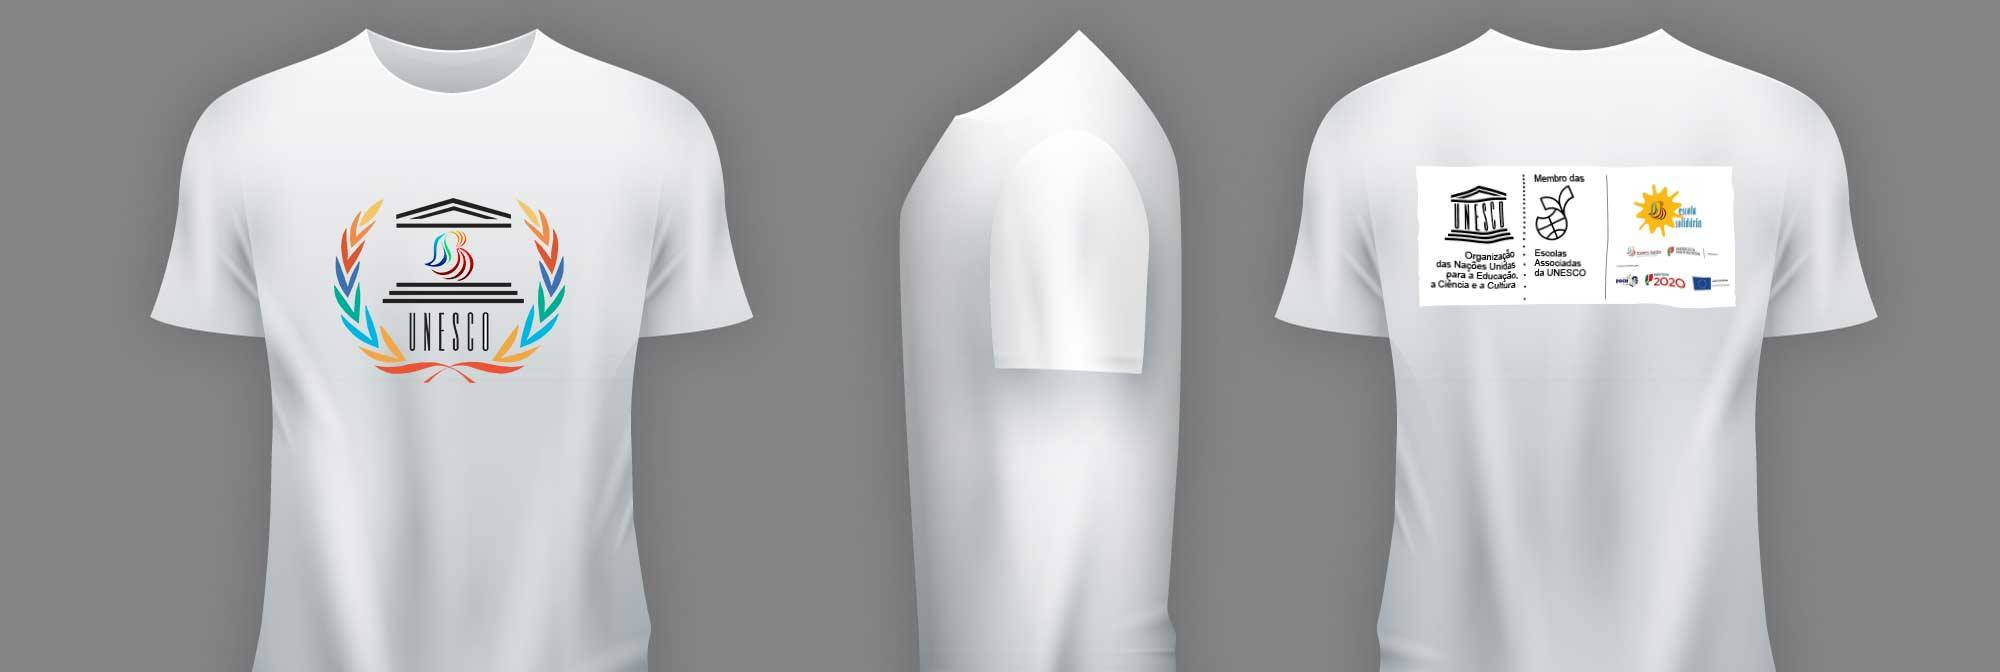 UNESCO
UNESCO
Organização
das Nações Unidas
para a Educação,
a Ciência e a Cultura
Membro das
Escolas
Associadas
da UNESCO
escola
solidária
2020